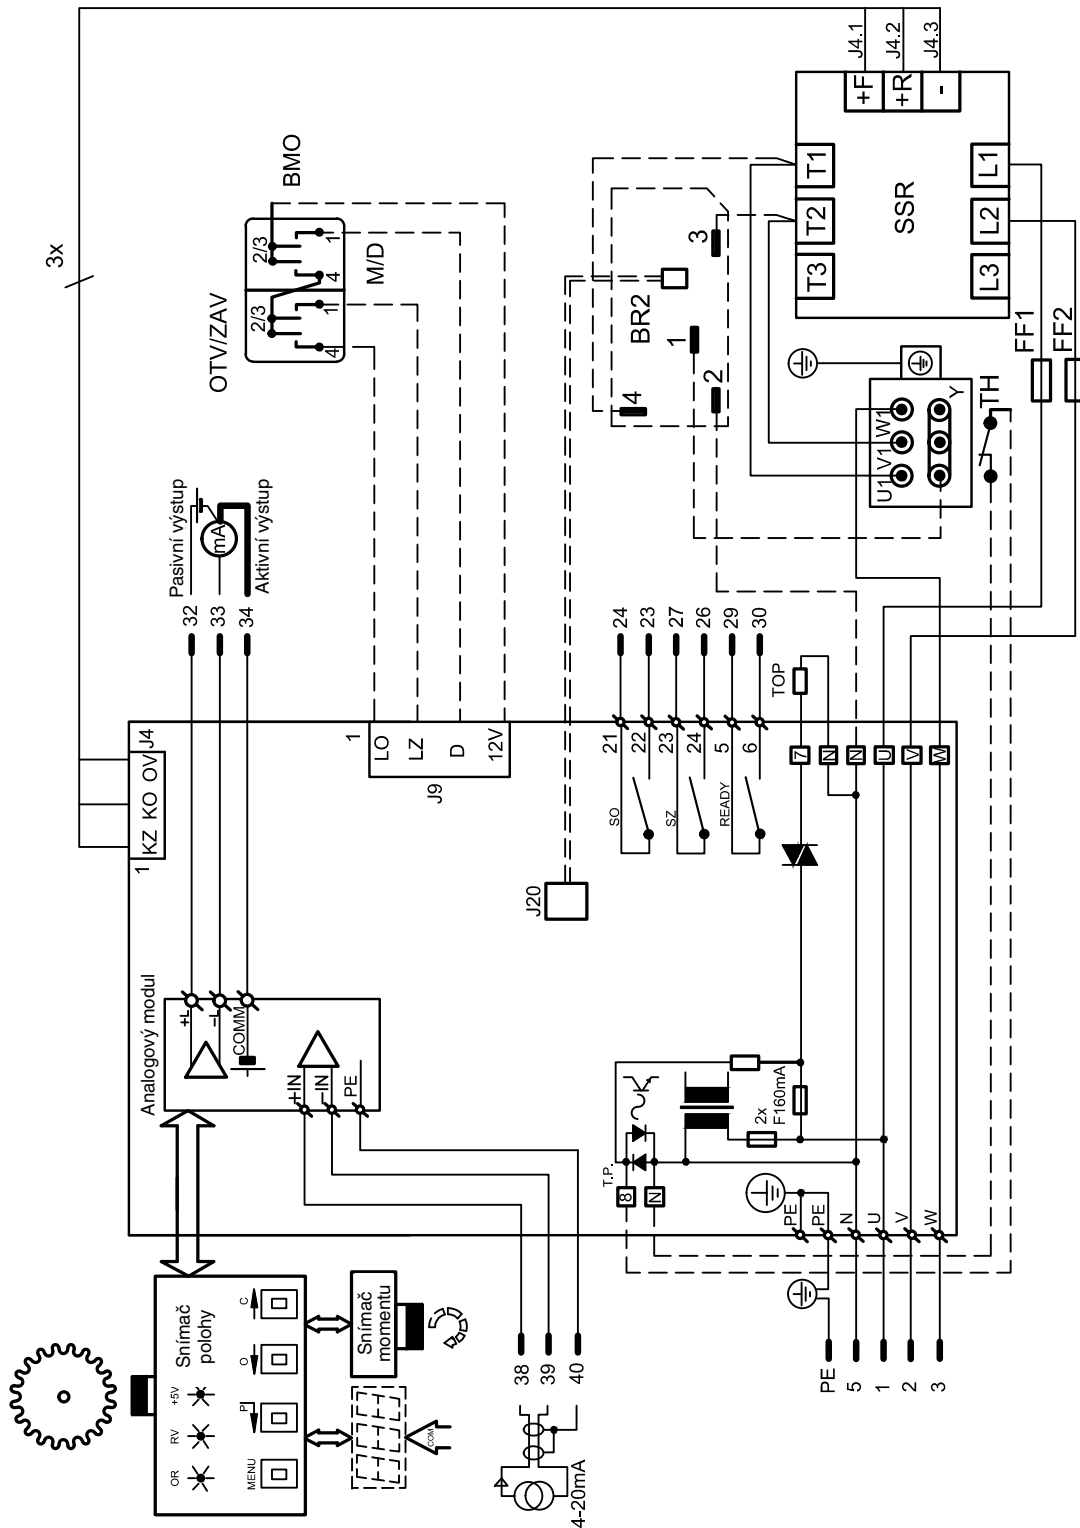 3x
J4.1
J4.2
J4.3
+F
+R
-
T1
T2
T3
SSR
L1
L2
L3
FF1
FF2
TH
BMO
M/D
OTV/ZAV
2/3
1
4
2/3
1
4
BR2
1
2
3
4
U1
V1
W1
Y
Pasivní výstup
mA
Aktivní výstup
32
33
34
24
23
27
26
29
30
TOP
J4
KZ KO OV
1
1
LO
LZ
D
12V
J9
J20
21
22
23
24
5
6
SO
SZ
READY
7
N
N
U
V
W
Analogový modul
+L
-L
COMM
+IN
-IN
PE
T.P.
8
N
2x
F160mA
PE
PE
N
U
V
W
PE
5
1
2
3
Snímač
polohy
+5V
RV
OR
C
O
P
MENU
Snímač
momentu
COM
38
39
40
4-20mA